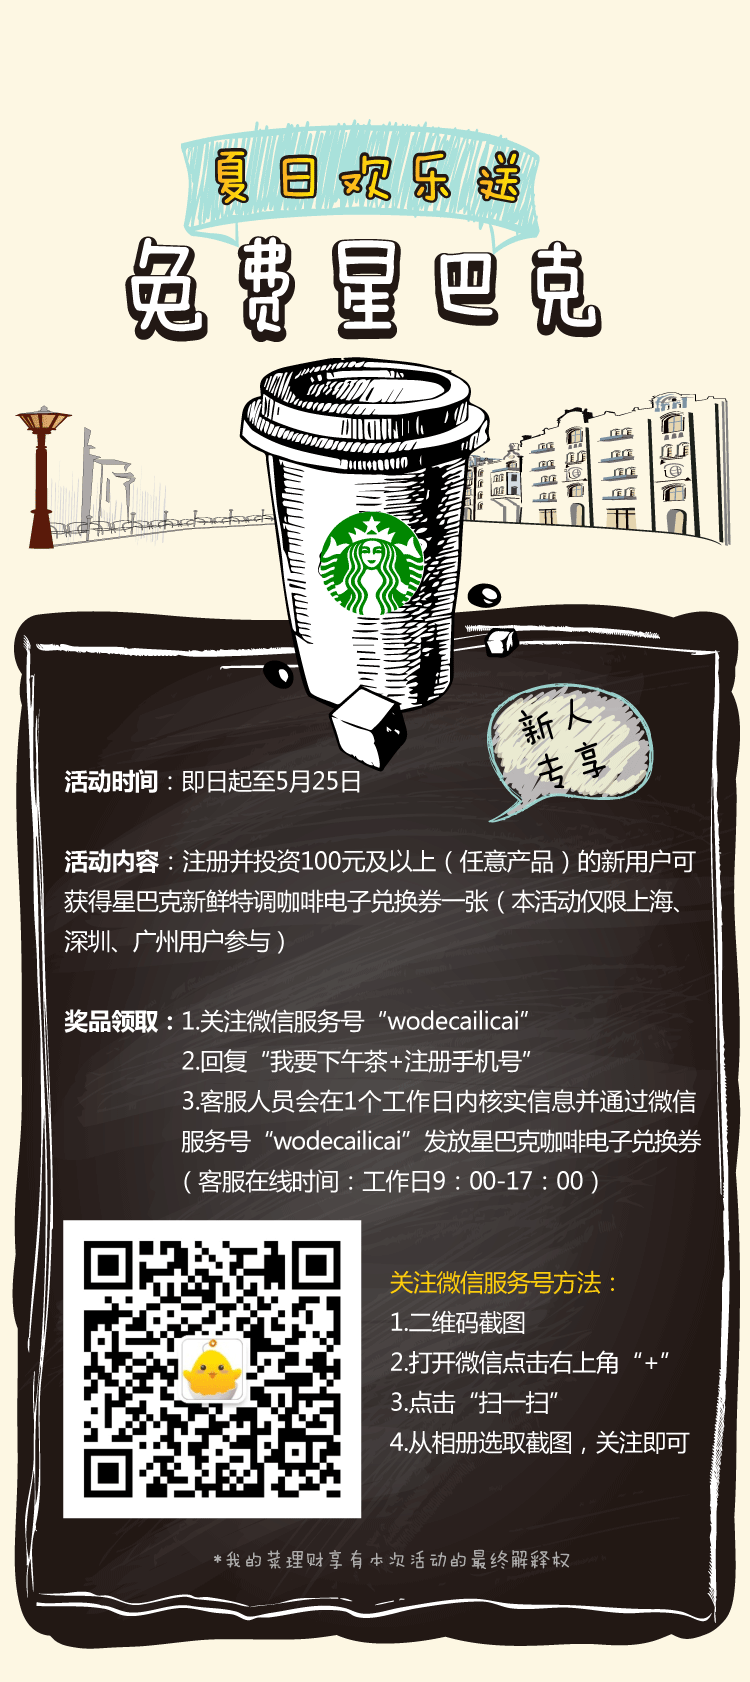 夏日欢乐送
免费星巴克
新人
专享
活动时间：即日起至5月25日
活动内容：注册并投资100元及以上（任意产品）的新用户可
获得星巴克新鲜特调咖啡电子兑换券一张（本活动仅限上海、
深圳、广州用户参与）
奖品领取：1.关注微信服务号“wodecailicai”
2.回复“我要下午茶+注册手机号”
3.客服人员会在1个工作日内核实信息并通过微信
服务号“wodecailicai”发放星巴克咖啡电子兑换券
（客服在线时间：工作日9：00-17：00）
关注微信服务号方法：
1.二维码截图
2.打开微信点击右上角“+”
3.点击“扫一扫”
4.从相册选取截图，关注即可
*我的菜理财享有本次活动的最终解释权